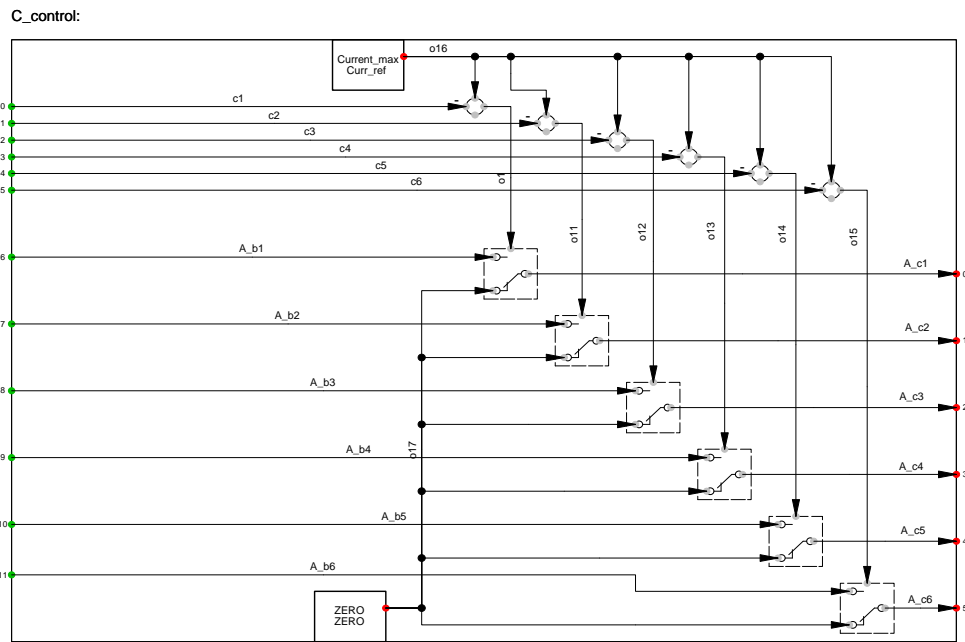 C_control:
Current_max
Curr_ref
o16
c1
c2
c3
c4
c5
c6
-
-
-
-
-
-
o1
o11
o12
o13
o14
o15
A_b1
A_b2
A_b3
A_b4
A_b5
A_b6
o17
A_c1
A_c2
A_c3
A_c4
A_c5
A_c6
ZERO
ZERO
0
1
2
3
4
5
6
7
8
9
10
11